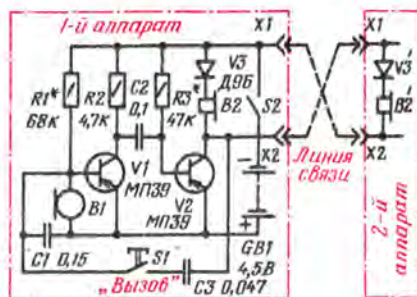 1-й аппарат
X1
X1
R1*
68к
R2
4,7к
C2
0,1
R3*
47к
V3
Д9Б
B2
S2
V3
B2'
V1
МП39
V2
МП39
B1
X2
X2
Линия
связи
C1 0,15
S1
„Вызов"
C3 0,047
GB1
4,5В
2-й
аппарат